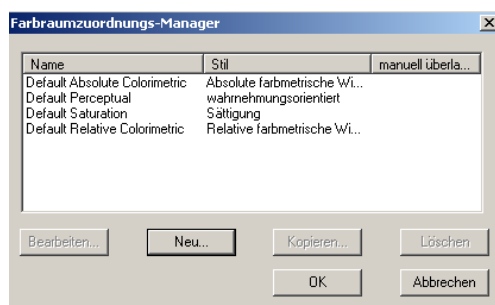 Farbraumzuordnungs-Manager
Name Stil manuell überla...
Default Absolute Colorimetric Absolute farbmetrische Wi...
Default Perceptual wahrnehmungsorientiert
Default Saturation Sättigung
Default Relative Colorimetric Relative farbmetrische Wi...
Bearbeiten... Neu... Kopieren... Löschen
OK Abbrechen